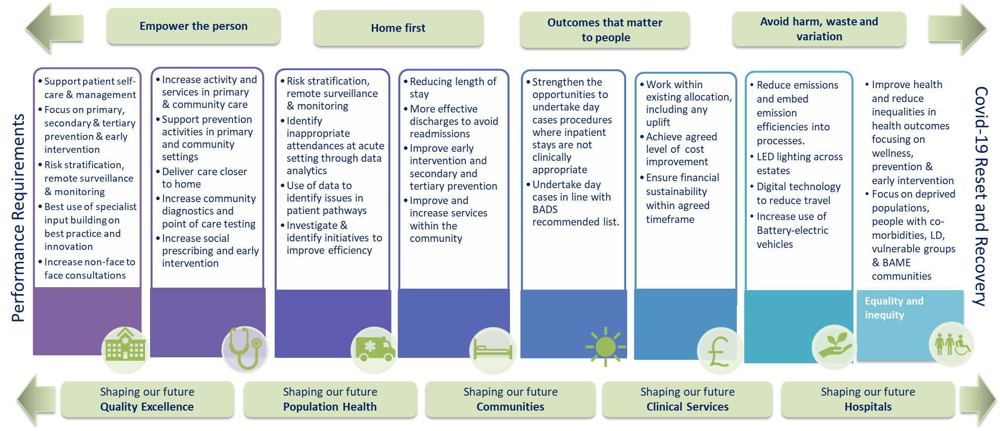 Empower the person
Home first
Outcomes that matter
to people
Avoid harm, waste and
variation
Performance Requirements
• Support patient self-
care & management
• Focus on primary,
secondary & tertiary
prevention & early
intervention
• Risk stratification,
remote surveillance
& monitoring
• Best use of specialist
input building on
best practice and
innovation
• Increase non-face to
face consultations
• Increase activity and
services in primary
& community care
• Support prevention
activities in primary
and community
settings
• Deliver care closer
to home
• Increase community
diagnostics and
point of care testing
• Increase social
prescribing and early
intervention
• Risk stratification,
remote surveillance
& monitoring
• Identify
inappropriate
attendances at acute
setting through data
analytics
• Use of data to
identify issues in
patient pathways
• Investigate &
identify initiatives to
improve efficiency
• Reducing length of
stay
• More effective
discharges to avoid
readmissions
• Improve early
intervention and
secondary and
tertiary prevention
• Improve and
increase services
within the
community
• Strengthen the
opportunities to
undertake day
cases procedures
where inpatient
stays are not
clinically
appropriate
• Undertake day
cases in line with
BADS
recommended list.
• Work within
existing allocation,
including any
uplift
• Achieve agreed
level of cost
improvement
• Ensure financial
sustainability
within agreed
timeframe
• Reduce emissions
and embed
emission
efficiencies into
processes.
• LED lighting across
estates
• Digital technology
to reduce travel
• Increase use of
Battery-electric
vehicles
• Improve health
and reduce
inequalities in
health outcomes
focusing on
wellness,
prevention &
early intervention
• Focus on deprived
populations,
people with co-
morbidities, LD,
vulnerable groups
& BAME
communities
Equality and
inequity
£
Covid-19 Reset and Recovery
Shaping our future
Quality Excellence
Shaping our future
Population Health
Shaping our future
Communities
Shaping our future
Clinical Services
Shaping our future
Hospitals